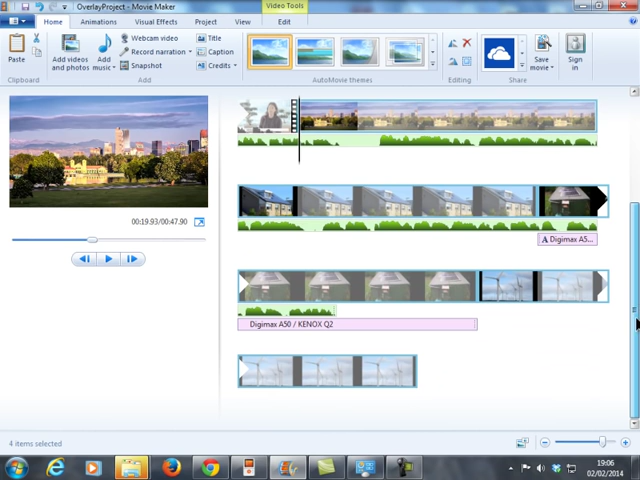 OverlayProject - Movie Maker
Video Tools
Home
Animations
Visual Effects
Project
View
Edit
Paste
Clipboard
Add videos
and photos
Add
music
Webcam video
Record narration
Snapshot
Title
Caption
Credits
Add
AutoMovie themes
Editing
Save
movie
Share
Sign
in
00:19.93/00:47.90
A Digimax A5...
Digimax A50 / KENOX Q2
4 items selected
19:06
02/02/2014